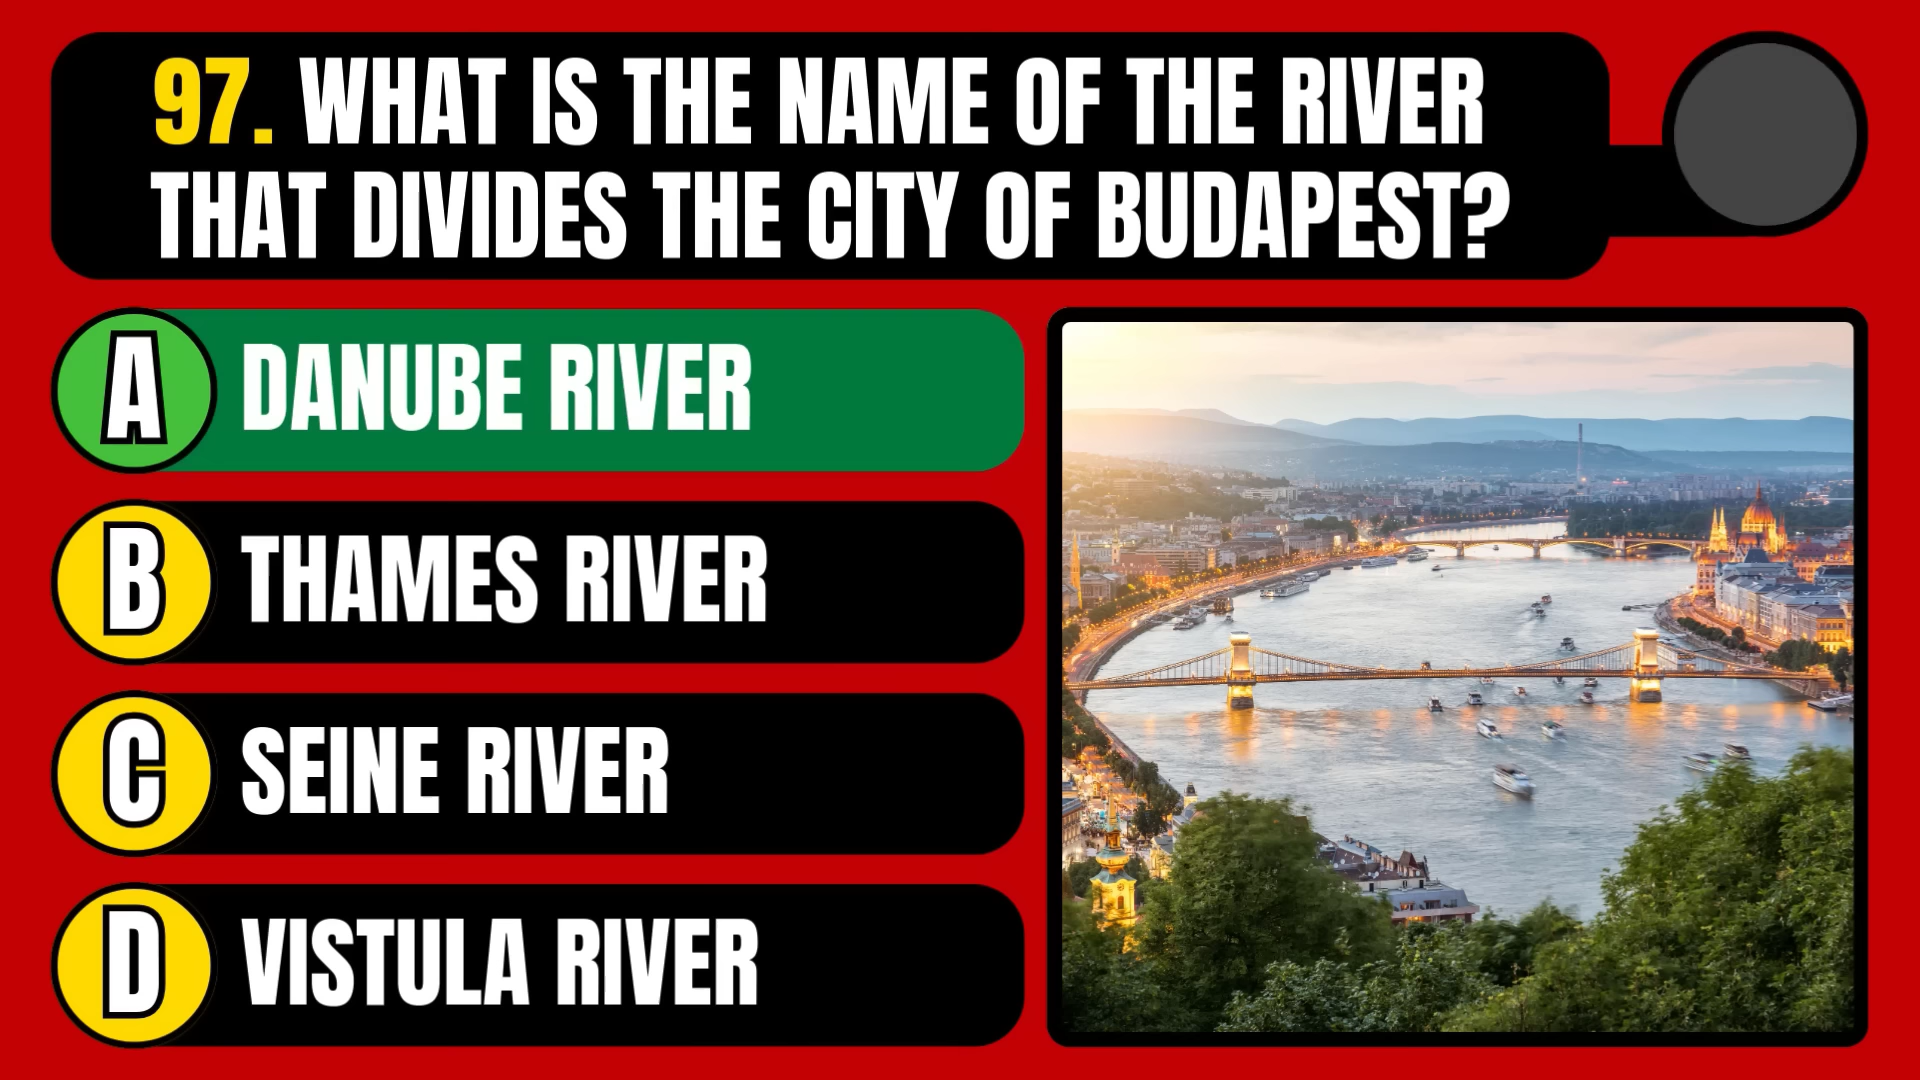 97. WHAT IS THE NAME OF THE RIVER
THAT DIVIDES THE CITY OF BUDAPEST?
A DANUBE RIVER
B THAMES RIVER
C SEINE RIVER
D VISTULA RIVER